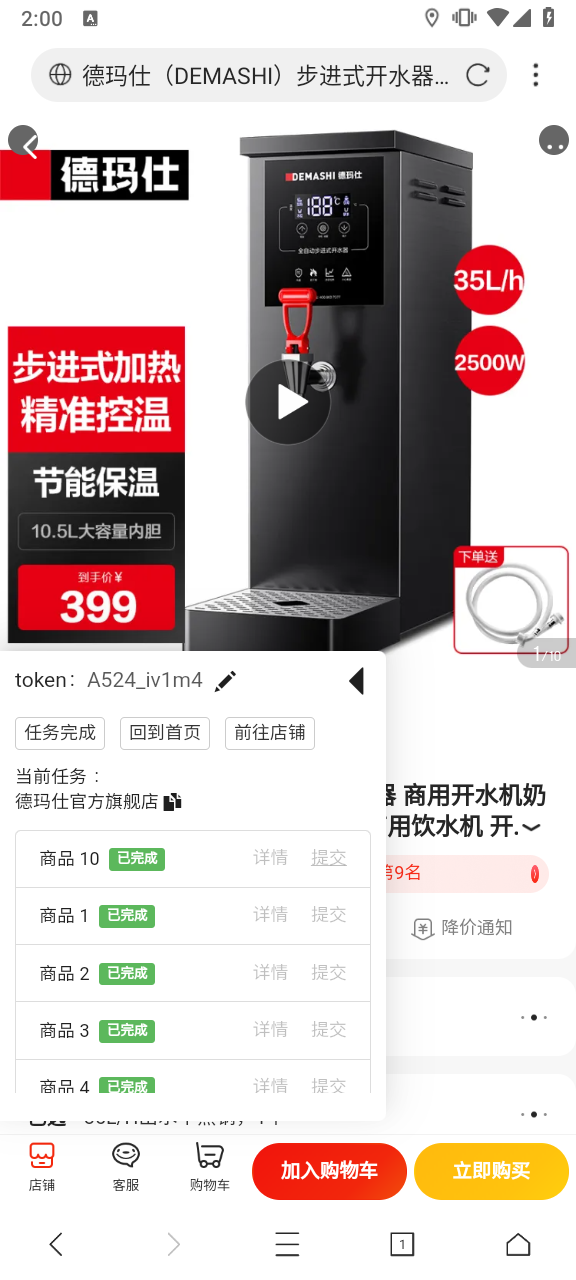 2:00
德玛仕（DEMASHI）步进式开水器...
德玛仕
DEMASHI 德玛仕
188℃
全自动步进式开水器
35L/h
2500W
步进式加热
精准控温
节能保温
10.5L大容量内胆
到手价¥
399
下单送
1/10
token: A524_iv1m4
任务完成 回到首页 前往店铺
当前任务：
德玛仕官方旗舰店
器 商用开水机奶
用饮水机 开.
第9名
降价通知
商品 10 已完成 详情 提交
商品 1 已完成 详情 提交
商品 2 已完成 详情 提交
商品 3 已完成 详情 提交
商品 4 已完成 详情 提交
店铺 客服 购物车 加入购物车 立即购买
1